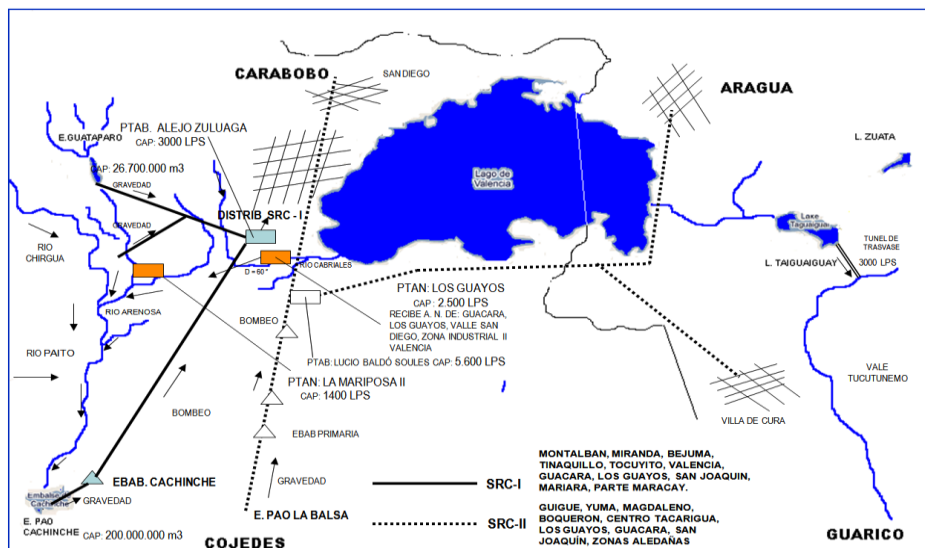 CARABOBO
SAN DIEGO
ARAGUA
PTAB. ALEJO ZULUAGA
CAP: 3000 LPS
E.GUATAPARO
CAP: 26.700.000 m3
GRAVEDAD
GRAVEDAD
DISTRIB. SRC - I
L. ZUATA
Lago de
Valencia
Lake
Taguaigua
TUNEL DE
TRASVASE
3000 LPS
L. TAIGUAIGUAY
RIO
CHIRGUA
RIO CABRIALES
D = 60 "
PTAN: LOS GUAYOS
CAP : 2.500 LPS
RECIBE A. N. DE: GUACARA,
LOS GUAYOS, VALLE SAN
DIEGO, ZONA INDUSTRIAL II
VALENCIA
RIO ARENOSA
BOMBEO
RIO PAITO
PTAB: LUCIO BALDÓ SOULES CAP: 5.600 LPS
PTAN: LA MARIPOSA II
CAP: 1400 LPS
VALE
TUCUTUNEMO
BOMBEO
VILLA DE CURA
EBAB PRIMARIA
EBAB. CACHINCHE
GRAVEDAD
Embalse de
Cachinche
GRAVEDAD
E. PAO
CACHINCHE
CAP: 200.000.000 m3
E. PAO LA BALSA
COJEDES
SRC-I
MONTALBAN, MIRANDA, BEJUMA,
TINAQUILLO, TOCUYITO, VALENCIA,
GUACARA, LOS GUAYOS, SAN JOAQUIN,
MARIARA, PARTE MARACAY.
SRC-II
GUIGUE, YUMA, MAGDALENO,
BOQUERON, CENTRO TACARIGUA,
LOS GUAYOS, GUACARA, SAN
JOAQUÍN, ZONAS ALEDAÑAS
GUARICO